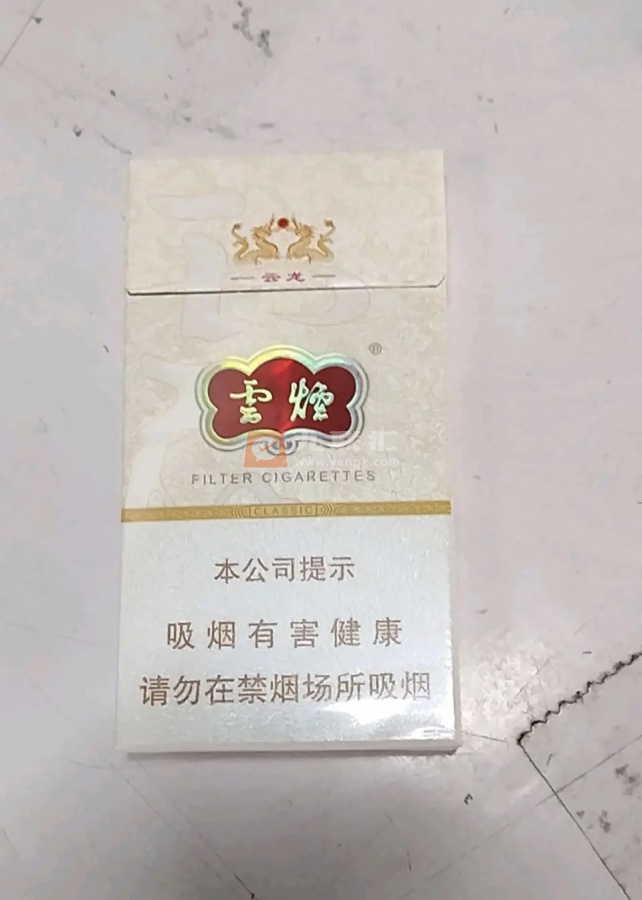 云龙
雲煙
®
FILTER CIGARETTES
CLASSIC
本公司提示
吸烟有害健康
请勿在禁烟场所吸烟